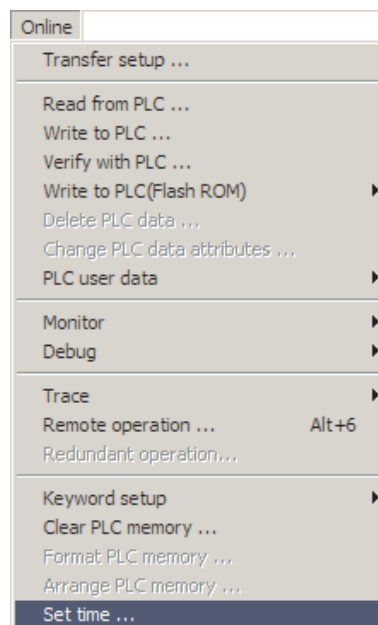 Online
Transfer setup ...
Read from PLC ...
Write to PLC ...
Verify with PLC ...
Write to PLC(Flash ROM)
Delete PLC data ...
Change PLC data attributes ...
PLC user data
Monitor
Debug
Trace
Remote operation ... Alt+6
Redundant operation...
Keyword setup
Clear PLC memory ...
Format PLC memory ...
Arrange PLC memory ...
Set time ...